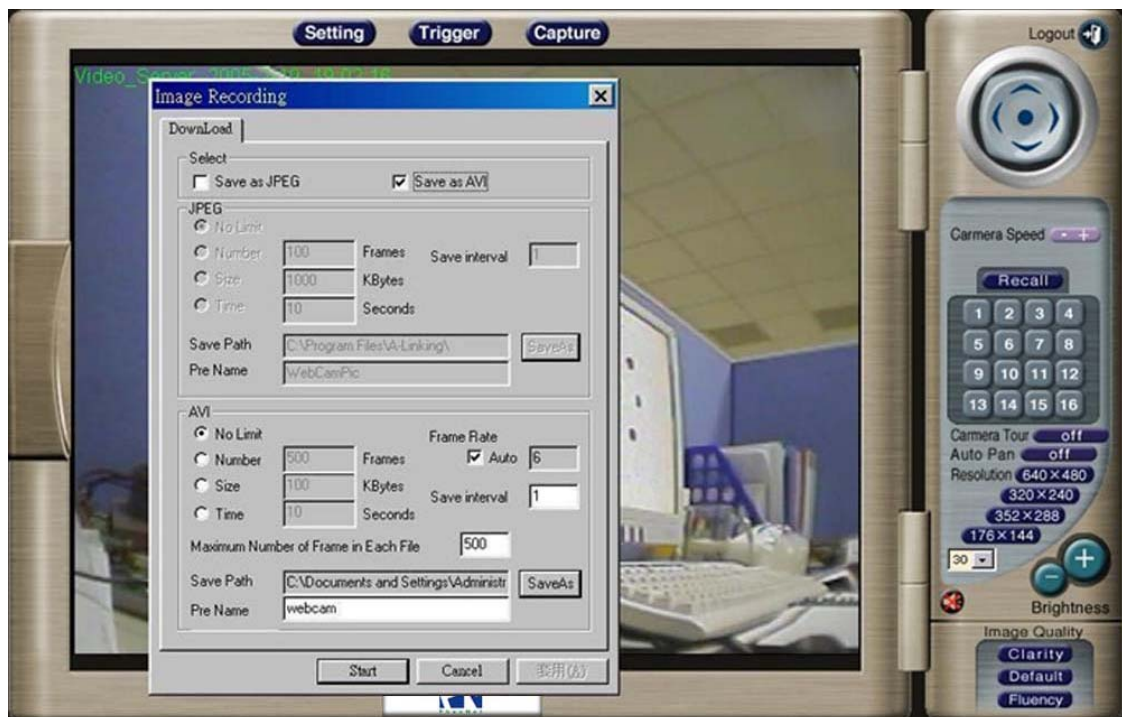 Setting Trigger Capture
Logout
Image Recording
DownLoad
Select
Save as JPEG Save as AVI
JPEG
No Limit
Number 100 Frames Save interval 1
Size 1000 KBytes
Time 10 Seconds
Save Path C:\Program Files\A-Linking\ SaveAs
Pre Name WebCamPic
AVI
No Limit Frame Rate
Number 500 Frames Auto 6
Size 100 KBytes Save interval 1
Time 10 Seconds
Maximum Number of Frame in Each File 500
Save Path C:\Documents and Settings\Administr SaveAs
Pre Name webcam
Start Cancel 套用(A)
Carmera Speed - +
Recall
1 2 3 4
5 6 7 8
9 10 11 12
13 14 15 16
Carmera Tour off
Auto Pan off
Resolution 640×480
320×240
352×288
176×144
30
Brightness
Image Quality
Clarity
Default
Fluency